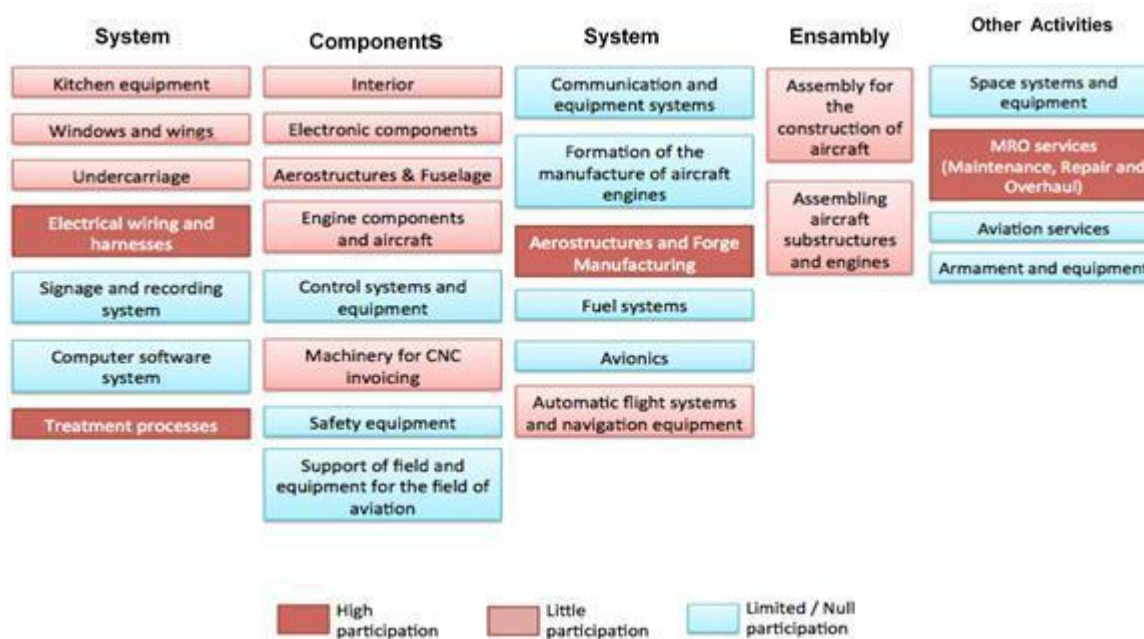 System
Kitchen equipment
Windows and wings
Undercarriage
Electrical wiring and
harnesses
Signage and recording
system
Computer software
system
Treatment processes
Components
Interior
Electronic components
Aerostructures & Fuselage
Engine components
and aircraft
Control systems and
equipment
Machinery for CNC
invoicing
Safety equipment
Support of field and
equipment for the field of
aviation
System
Communication and
equipment systems
Formation of the
manufacture of aircraft
engines
Aerostructures and Forge
Manufacturing
Fuel systems
Avionics
Automatic flight systems
and navigation equipment
Ensambly
Assembly for
the
construction of
aircraft
Assembling
aircraft
substructures
and engines
Other Activities
Space systems and
equipment
MRO services
(Maintenance, Repair and
Overhaul)
Aviation services
Armament and equipment
High
participation
Little
participation
Limited / Null
participation